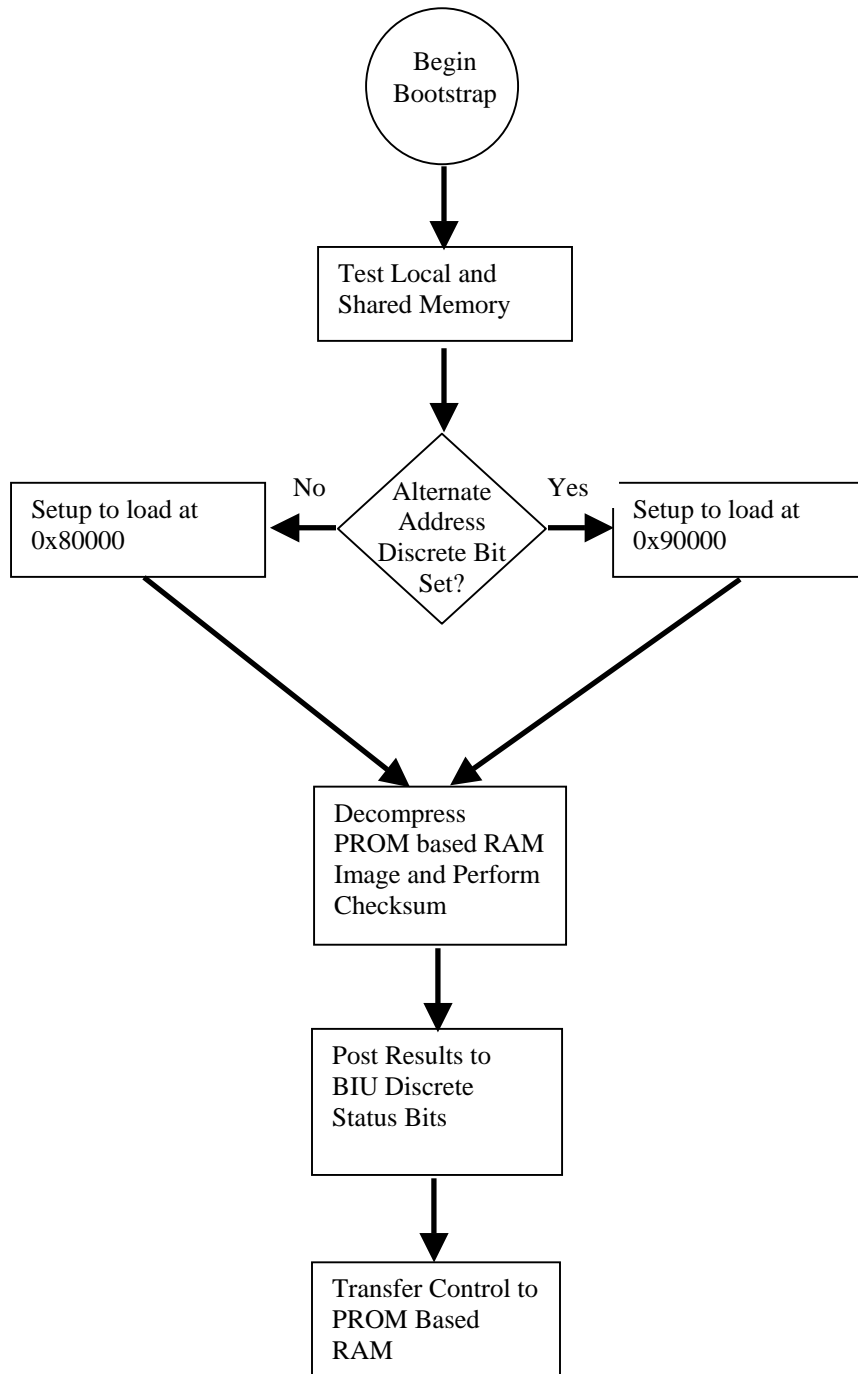 Begin
Bootstrap
Test Local and
Shared Memory
No
Alternate
Address
Discrete Bit
Set?
Yes
Setup to load at
0x80000
Setup to load at
0x90000
Decompress
PROM based RAM
Image and Perform
Checksum
Post Results to
BIU Discrete
Status Bits
Transfer Control to
PROM Based
RAM